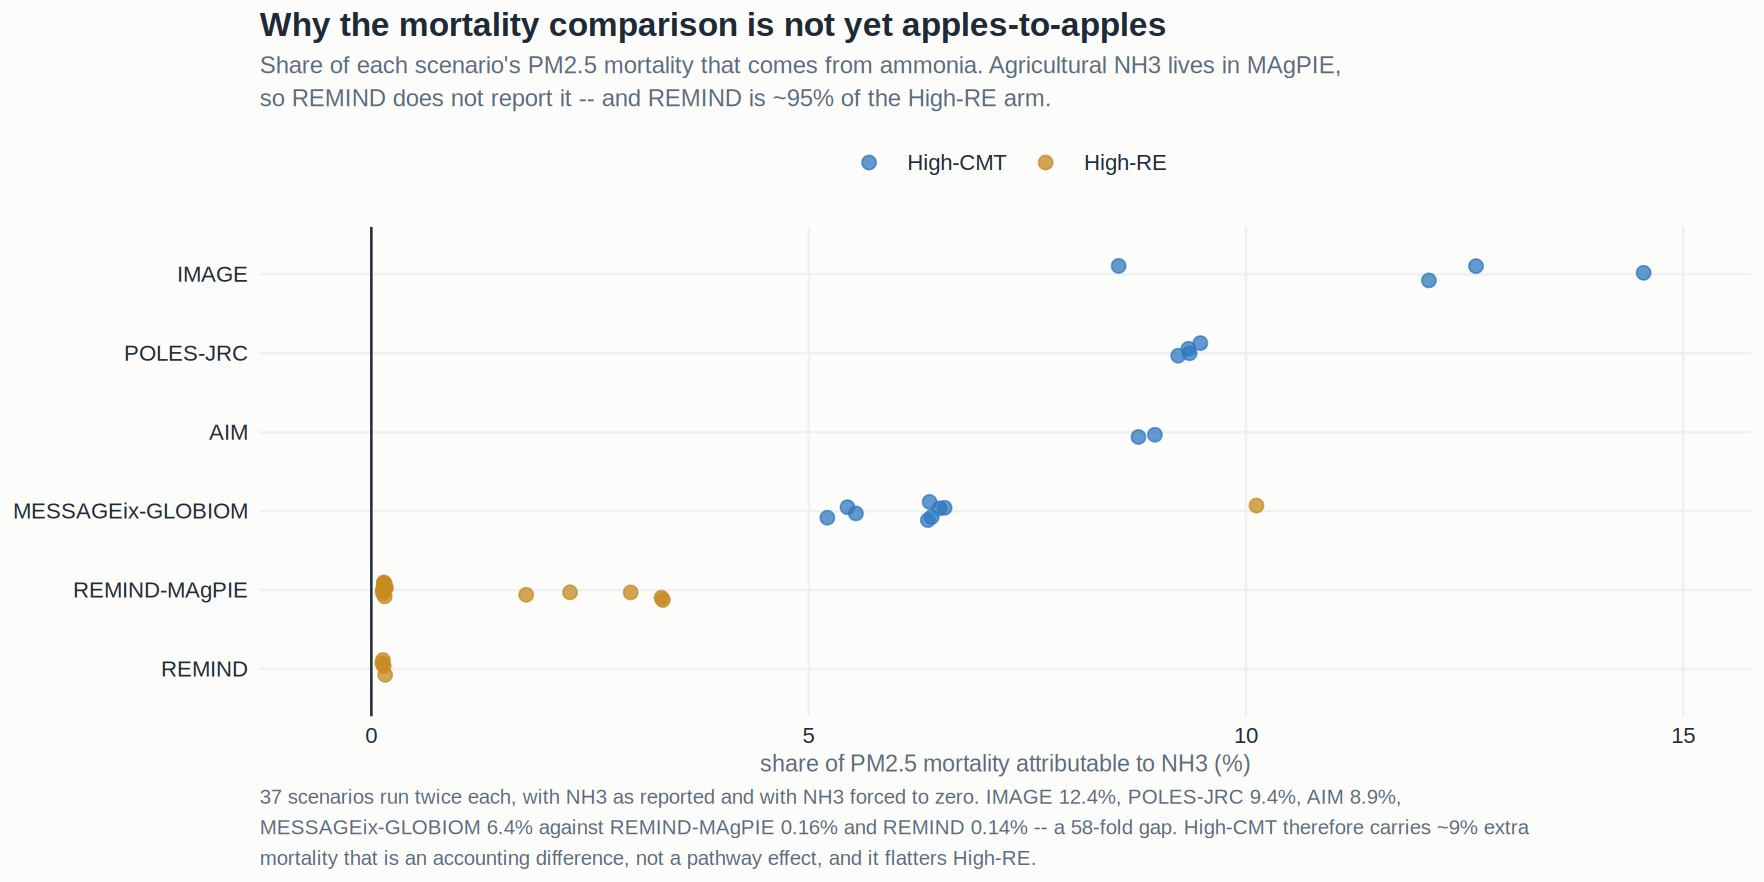 Why the mortality comparison is not yet apples-to-apples
Share of each scenario's PM2.5 mortality that comes from ammonia. Agricultural NH3 lives in MAgPIE,
so REMIND does not report it -- and REMIND is ~95% of the High-RE arm.
High-CMT High-RE
IMAGE
POLES-JRC
AIM
MESSAGEix-GLOBIOM
REMIND-MAgPIE
REMIND
0 5 10 15
share of PM2.5 mortality attributable to NH3 (%)
37 scenarios run twice each, with NH3 as reported and with NH3 forced to zero. IMAGE 12.4%, POLES-JRC 9.4%, AIM 8.9%,
MESSAGEix-GLOBIOM 6.4% against REMIND-MAgPIE 0.16% and REMIND 0.14% -- a 58-fold gap. High-CMT therefore carries ~9% extra
mortality that is an accounting difference, not a pathway effect, and it flatters High-RE.